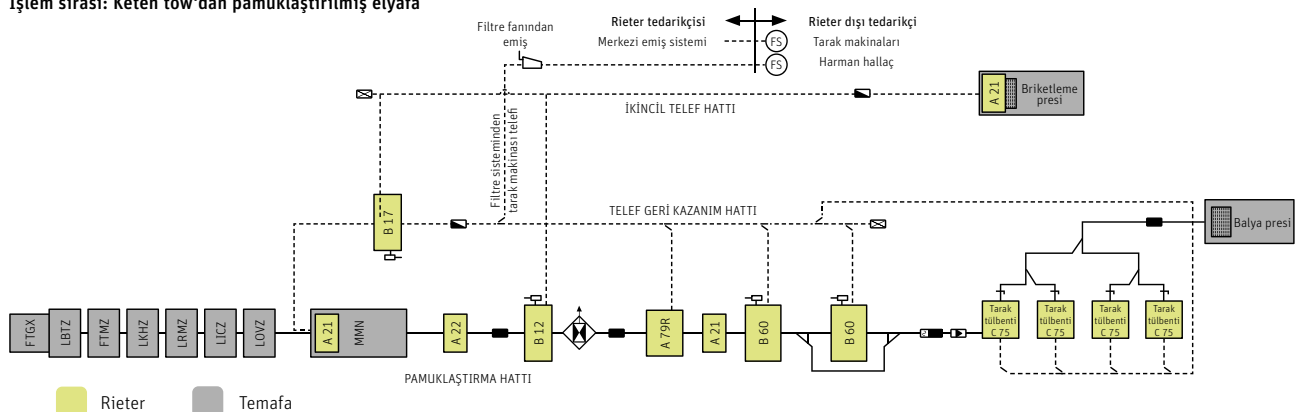 İşlem sırası: Keten tow'dan pamuklaştırılmış elyafa
Filtre fanından
emiş
Rieter tedarikçisi
Rieter dışı tedarikçi
Merkezi emiş sistemi
FS
Tarak makinaları
FS
Harman hallaç
A 21
Briketleme
presi
İKİNCİL TELEF HATTI
Filtre sisteminden
tarak makinası telefi
B 17
TELEF GERİ KAZANIM HATTI
Balya presi
FTGX
LBTZ
FTMZ
LKHZ
LRMZ
LTCZ
LOVZ
A 21
MMN
A 22
B 12
A 79R
A 21
B 60
B 60
Tarak
tülbenti
C 75
Tarak
tülbenti
C 75
Tarak
tülbenti
C 75
Tarak
tülbenti
C 75
PAMUKLAŞTIRMA HATTI
Rieter
Temafa